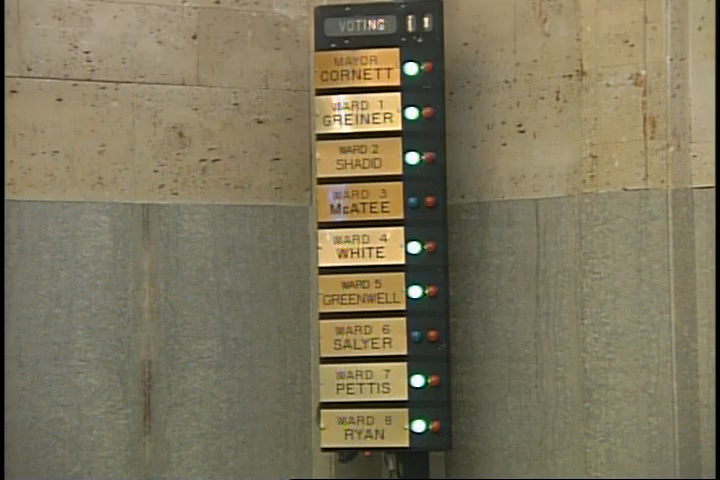 VOTING
MAYOR
CORNETT
WARD 1
GREINER
WARD 2
SHADID
WARD 3
McATEE
WARD 4
WHITE
WARD 5
GREENWELL
WARD 6
SALYER
WARD 7
PETTIS
WARD 8
RYAN